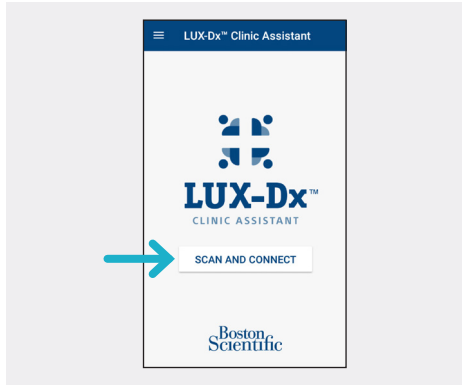 LUX-Dx™ Clinic Assistant
LUX-Dx™
CLINIC ASSISTANT
SCAN AND CONNECT
Boston
Scientific